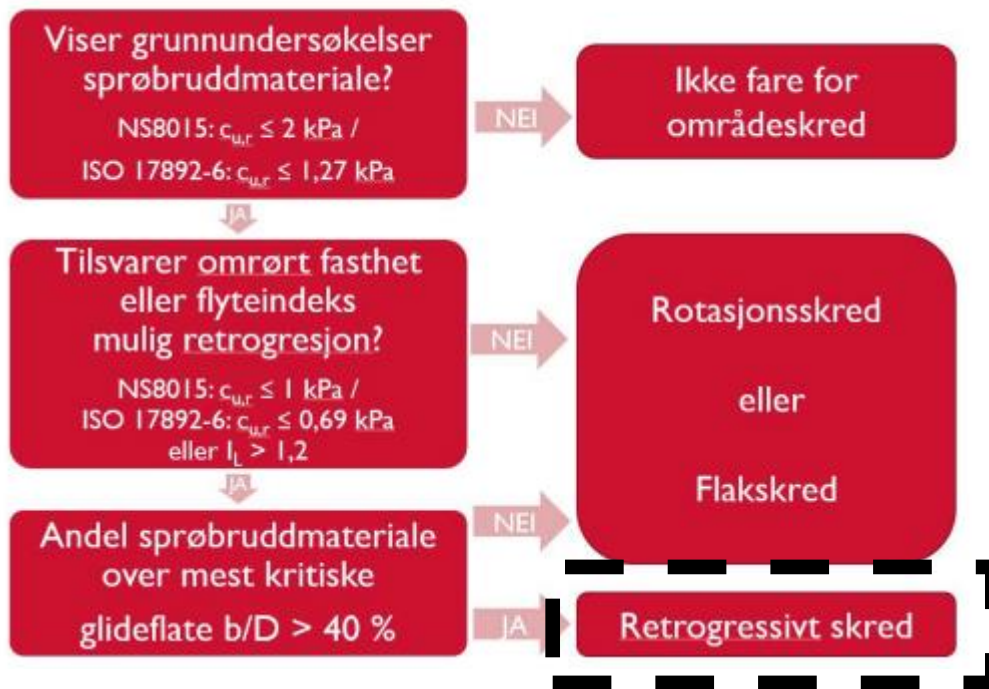 Viser grunnundersøkelser
sprøbruddmateriale?
NS8015: cu,r ≤ 2 kPa /
ISO 17892-6: cu,r ≤ 1,27 kPa
NEI
Ikke fare for
områdeskred
JA
Tilsvarer omrørt fasthet
eller flyteindeks
mulig retrogresjon?
NS8015: cu,r ≤ 1 kPa /
ISO 17892-6: cu,r ≤ 0,69 kPa
eller IL > 1,2
NEI
Rotasjonsskred
eller
Flakskred
JA
Andel sprøbruddmateriale
over mest kritiske
glideflate b/D > 40 %
NEI
JA
Retrogressivt skred